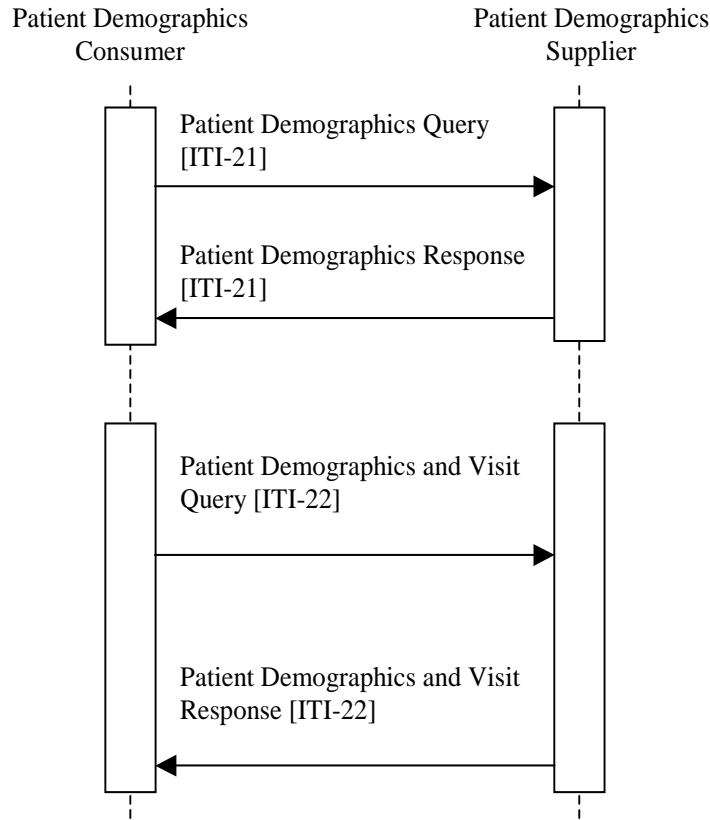 Patient Demographics
Consumer
Patient Demographics
Supplier
Patient Demographics Query
[ITI-21]
Patient Demographics Response
[ITI-21]
Patient Demographics and Visit
Query [ITI-22]
Patient Demographics and Visit
Response [ITI-22]